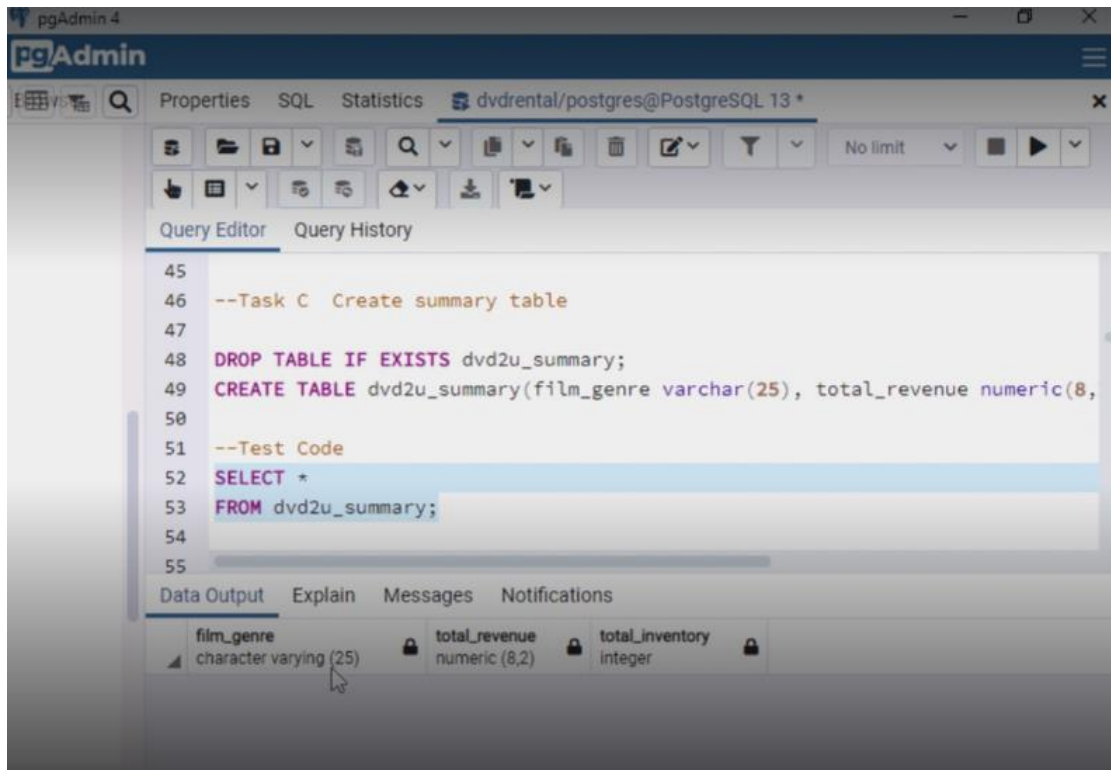 pgAdmin 4
pgAdmin
Properties SQL Statistics dvdrental/postgres@PostgreSQL 13 *
No limit
Query Editor Query History
45
46 --Task C Create summary table
47
48 DROP TABLE IF EXISTS dvd2u_summary;
49 CREATE TABLE dvd2u_summary(film_genre varchar(25), total_revenue numeric(8,
50
51 --Test Code
52 SELECT *
53 FROM dvd2u_summary;
54
55
Data Output Explain Messages Notifications
film_genre total_revenue total_inventory
character varying (25) numeric (8,2) integer